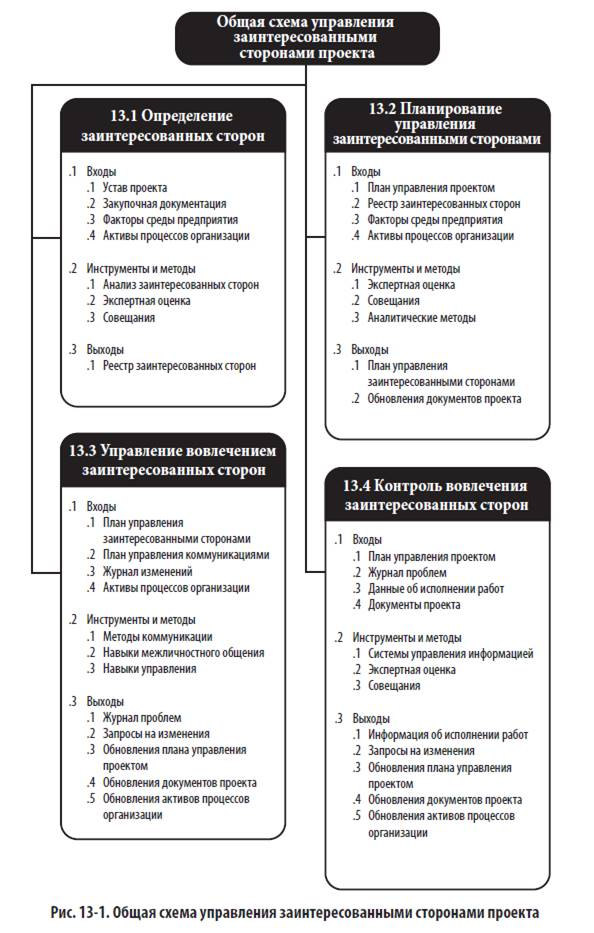 Общая схема управления
заинтересованными
сторонами проекта
13.1 Определение
заинтересованных сторон
.1 Входы
.1 Устав проекта
.2 Закупочная документация
.3 Факторы среды предприятия
.4 Активы процессов организации
.2 Инструменты и методы
.1 Анализ заинтересованных сторон
.2 Экспертная оценка
.3 Совещания
.3 Выходы
.1 Реестр заинтересованных сторон
13.2 Планирование
управления
заинтересованными сторонами
.1 Входы
.1 План управления проектом
.2 Реестр заинтересованных сторон
.3 Факторы среды предприятия
.4 Активы процессов организации
.2 Инструменты и методы
.1 Экспертная оценка
.2 Совещания
.3 Аналитические методы
.3 Выходы
.1 План управления
заинтересованными сторонами
.2 Обновления документов проекта
13.3 Управление вовлечением
заинтересованных сторон
.1 Входы
.1 План управления
заинтересованными сторонами
.2 План управления коммуникациями
.3 Журнал изменений
.4 Активы процессов организации
.2 Инструменты и методы
.1 Методы коммуникации
.2 Навыки межличностного общения
.3 Навыки управления
.3 Выходы
.1 Журнал проблем
.2 Запросы на изменения
.3 Обновления плана управления
проектом
.4 Обновления документов проекта
.5 Обновления активов процессов
организации
13.4 Контроль вовлечения
заинтересованных сторон
.1 Входы
.1 План управления проектом
.2 Журнал проблем
.3 Данные об исполнении работ
.4 Документы проекта
.2 Инструменты и методы
.1 Системы управления информацией
.2 Экспертная оценка
.3 Совещания
.3 Выходы
.1 Информация об исполнении работ
.2 Запросы на изменения
.3 Обновления плана управления
проектом
.4 Обновления документов проекта
.5 Обновления активов процессов
организации
Рис. 13-1. Общая схема управления заинтересованными сторонами проекта